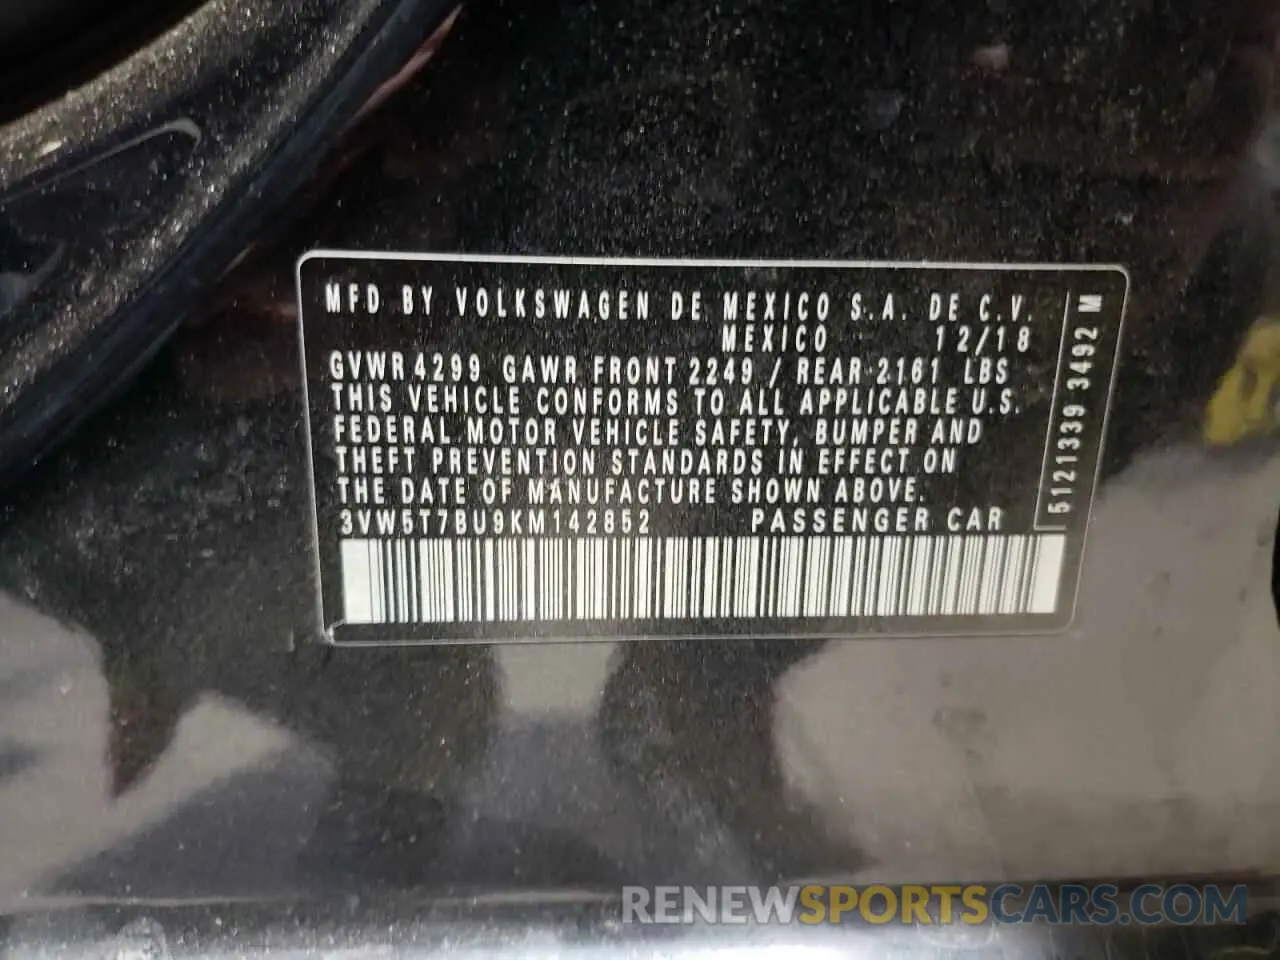 MFD BY VOLKSWAGEN DE MEXICO S.A. DE C.V.
MEXICO 12/18
GVWR 4299 GAWR FRONT 2249 / REAR 2161 LBS
THIS VEHICLE CONFORMS TO ALL APPLICABLE U.S.
FEDERAL MOTOR VEHICLE SAFETY, BUMPER AND
THEFT PREVENTION STANDARDS IN EFFECT ON
THE DATE OF MANUFACTURE SHOWN ABOVE.
3VW5T7BU9KM142852 PASSENGER CAR
5121339 3492 M
RENEWSPORTSCARS.COM